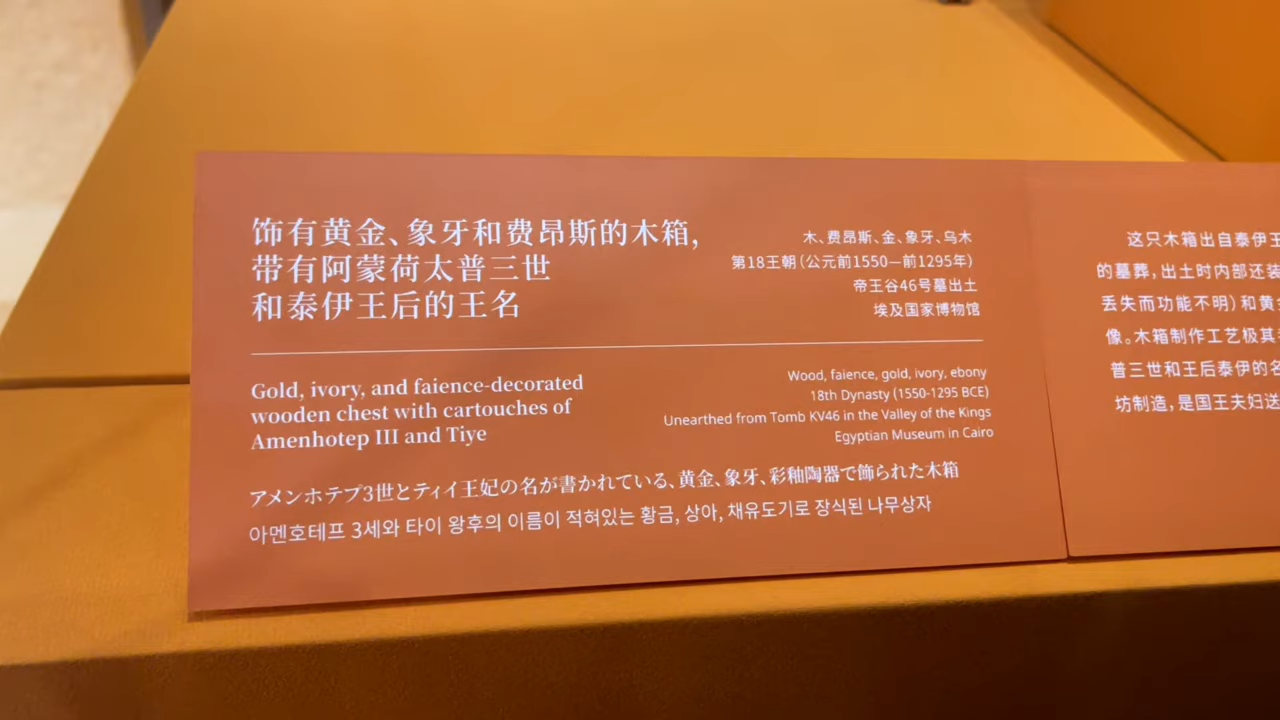 饰有黄金、象牙和费昂斯的木箱,
带有阿蒙荷太普三世
和泰伊王后的王名
木、费昂斯、金、象牙、乌木
第18王朝(公元前1550—前1295年)
帝王谷46号墓出土
埃及国家博物馆
Gold, ivory, and faience-decorated
wooden chest with cartouches of
Amenhotep III and Tiye
Wood, faience, gold, ivory, ebony
18th Dynasty (1550-1295 BCE)
Unearthed from Tomb KV46 in the Valley of the Kings
Egyptian Museum in Cairo
アメンホテプ3世とティイ王妃の名が書かれている、黄金、象牙、彩釉陶器で飾られた木箱
아멘호테프 3세와 타이 왕후의 이름이 적혀있는 황금, 상아, 채유도기로 장식된 나무상자
这只木箱出自泰伊王
的墓葬,出土时内部还装
丢失而功能不明)和黄
像。木箱制作工艺极其
普三世和王后泰伊的名
坊制造,是国王夫妇送